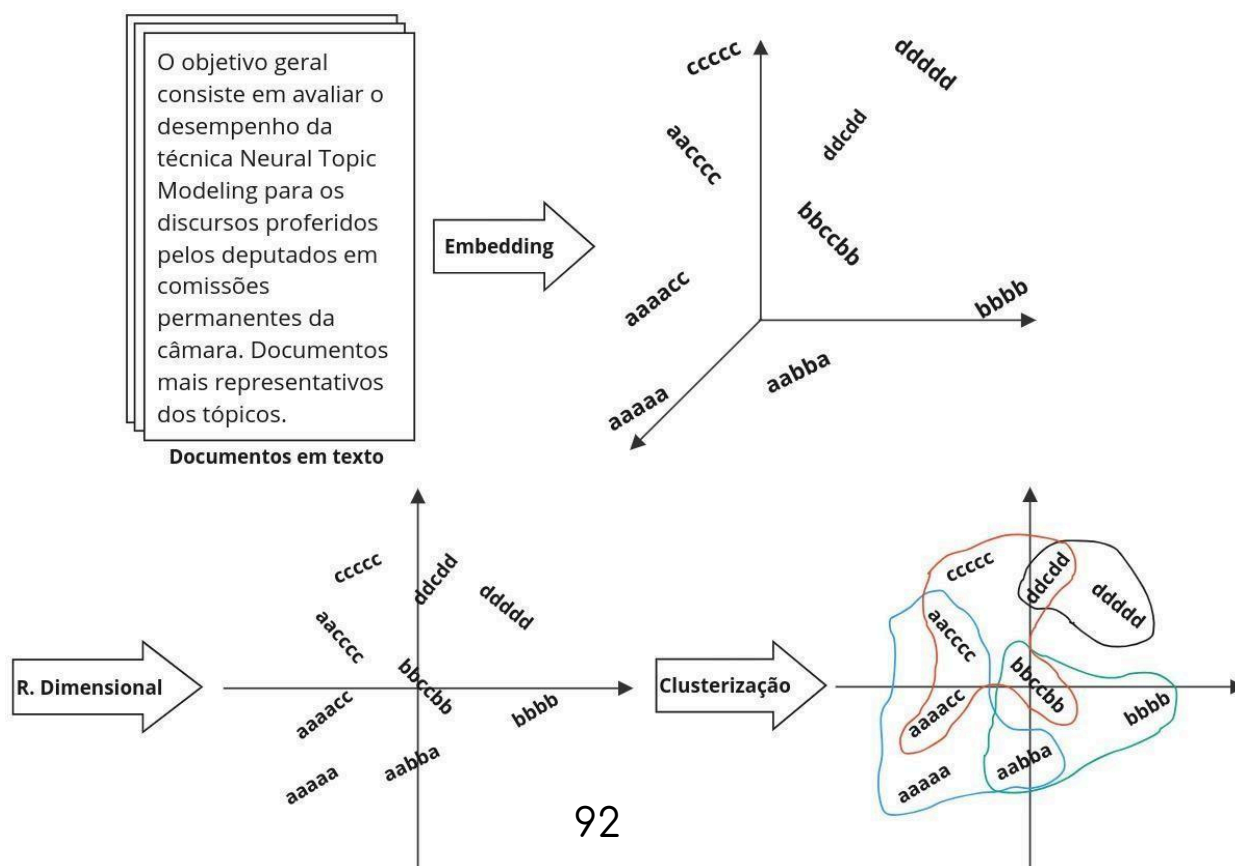 O objetivo geral
consiste em avaliar o
desempenho da
técnica Neural Topic
Modeling para os
discursos proferidos
pelos deputados em
comissões
permanentes da
câmara. Documentos
mais representativos
dos tópicos.
Documentos em texto
Embedding
ccccc
ddddd
ddcdd
aacccc
bbccbb
aaaacc
bbbb
aabba
aaaaa
R. Dimensional
ccccc
ddcdd
ddddd
aacccc
bbccbb
aaaacc
bbbb
aabba
aaaaa
Clusterização
ccccc
ddcdd
ddddd
aacccc
bbccbb
aaaacc
bbbb
aabba
aaaaa
92